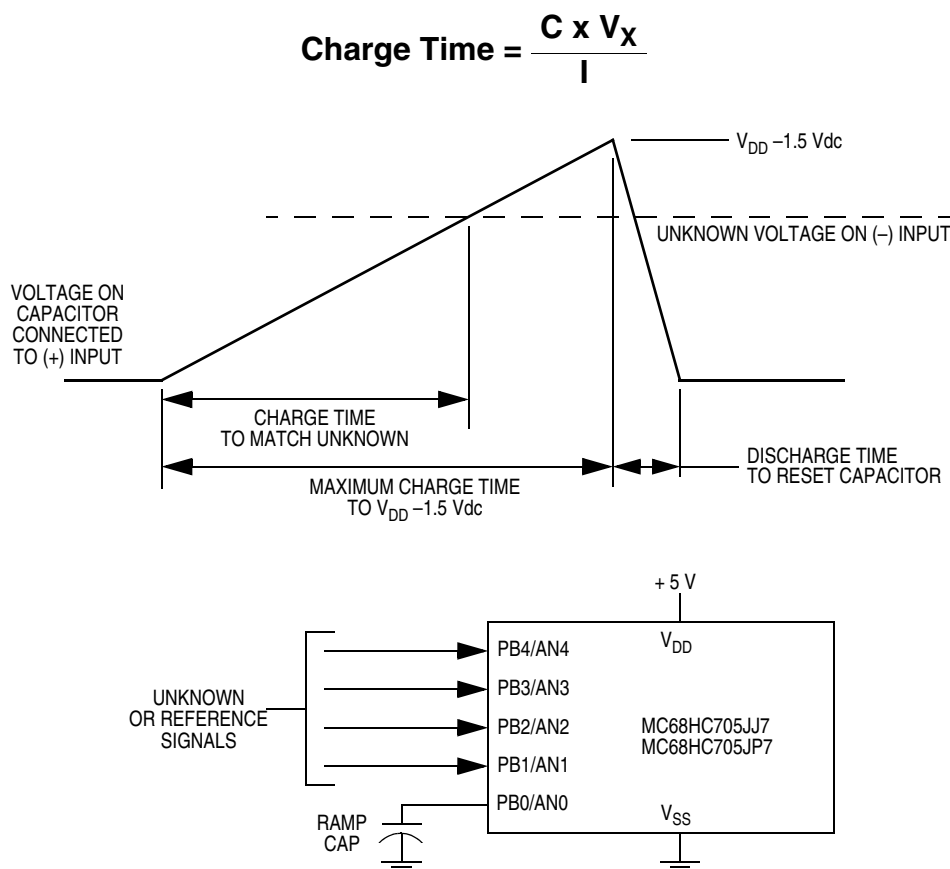 Charge Time = C x VX
I
VDD –1.5 Vdc
UNKNOWN VOLTAGE ON (–) INPUT
VOLTAGE ON
CAPACITOR
CONNECTED
TO (+) INPUT
CHARGE TIME
TO MATCH UNKNOWN
MAXIMUM CHARGE TIME
TO VDD –1.5 Vdc
DISCHARGE TIME
TO RESET CAPACITOR
+ 5 V
VDD
PB4/AN4
PB3/AN3
PB2/AN2
PB1/AN1
PB0/AN0
UNKNOWN
OR REFERENCE
SIGNALS
MC68HC705JJ7
MC68HC705JP7
VSS
RAMP
CAP